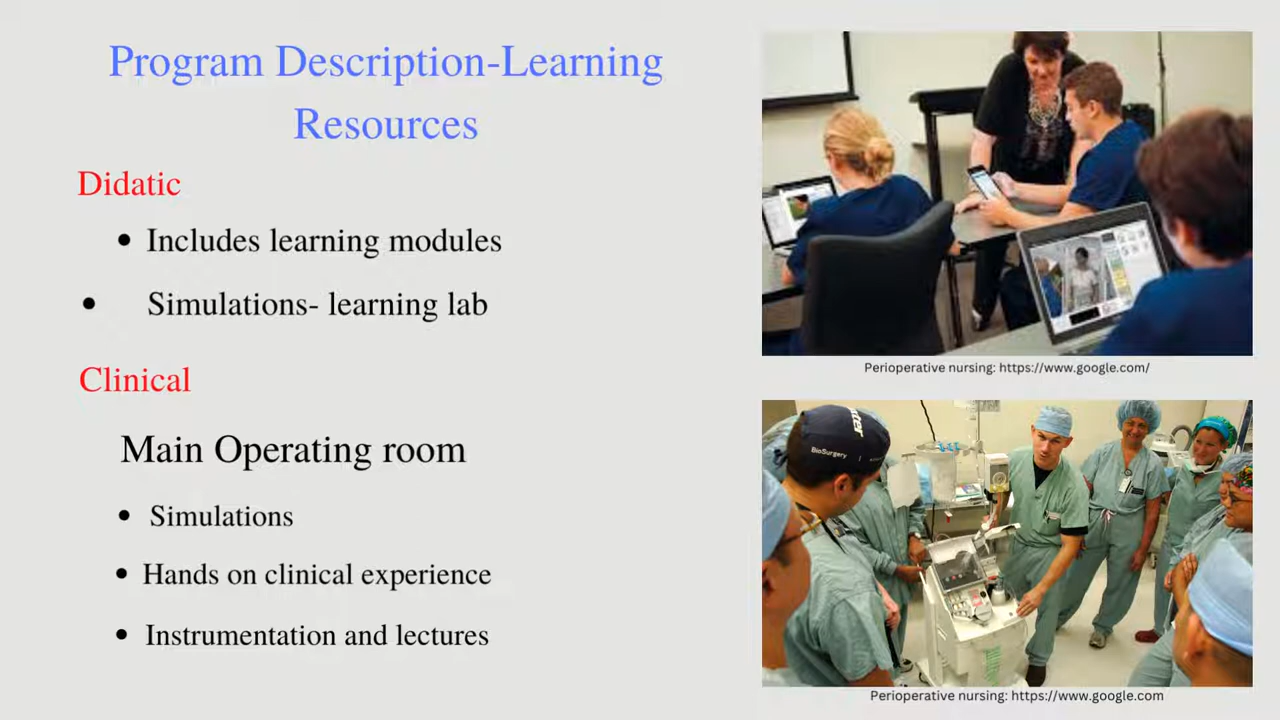 Program Description-Learning
Resources
Didatic
• Includes learning modules
• Simulations- learning lab
Clinical
Main Operating room
• Simulations
• Hands on clinical experience
• Instrumentation and lectures
Perioperative nursing: https://www.google.com/
BioSurgery
Perioperative nursing: https://www.google.com